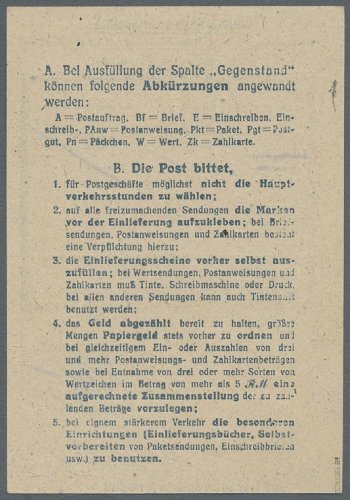 A. Bei Ausfüllung der Spalte „Gegenstand“
können folgende Abkürzungen angewandt
werden:
A = Postauftrag, Bf = Brief, E = Einschreiben, Ein-
schreib-, PAnw = Postanweisung, Pkt = Paket, Pgt = Post-
gut, Pn = Päckchen, W = Wert, Zk = Zahlkarte.
B. Die Post bittet,
1. für Postgeschäfte möglichst nicht die Haupt-
verkehrsstunden zu wählen;
2. auf alle freizumachenden Sendungen die Marken
vor der Einlieferung aufzukleben; bei Brief-
sendungen, Postanweisungen und Zahlkarten besteht
eine Verpflichtung hierzu;
3. die Einlieferungsscheine vorher selbst aus-
zufüllen; bei Wertsendungen, Postanweisungen und
Zahlkarten muß Tinte, Schreibmaschine oder Druck,
bei allen anderen Sendungen kann auch Tintenstift
benutzt werden;
4. das Geld abgezählt bereit zu halten, größere
Mengen Papiergeld stets vorher zu ordnen und
bei gleichzeitigem Ein- oder Auszahlen von drei
und mehr Postanweisungs- und Zahlkartenbeträgen
sowie bei Entnahme von drei oder mehr Sorten von
Wertzeichen im Betrag von mehr als 5 RM eine
aufgerechnete Zusammenstellung der zu zah-
lenden Beträge vorzulegen;
5. bei eignem stärkerem Verkehr die besonderen
Einrichtungen (Einlieferungsbücher, Selbst-
vorbereiten von Paketsendungen, Einschreibbriefen
usw.) zu benutzen.